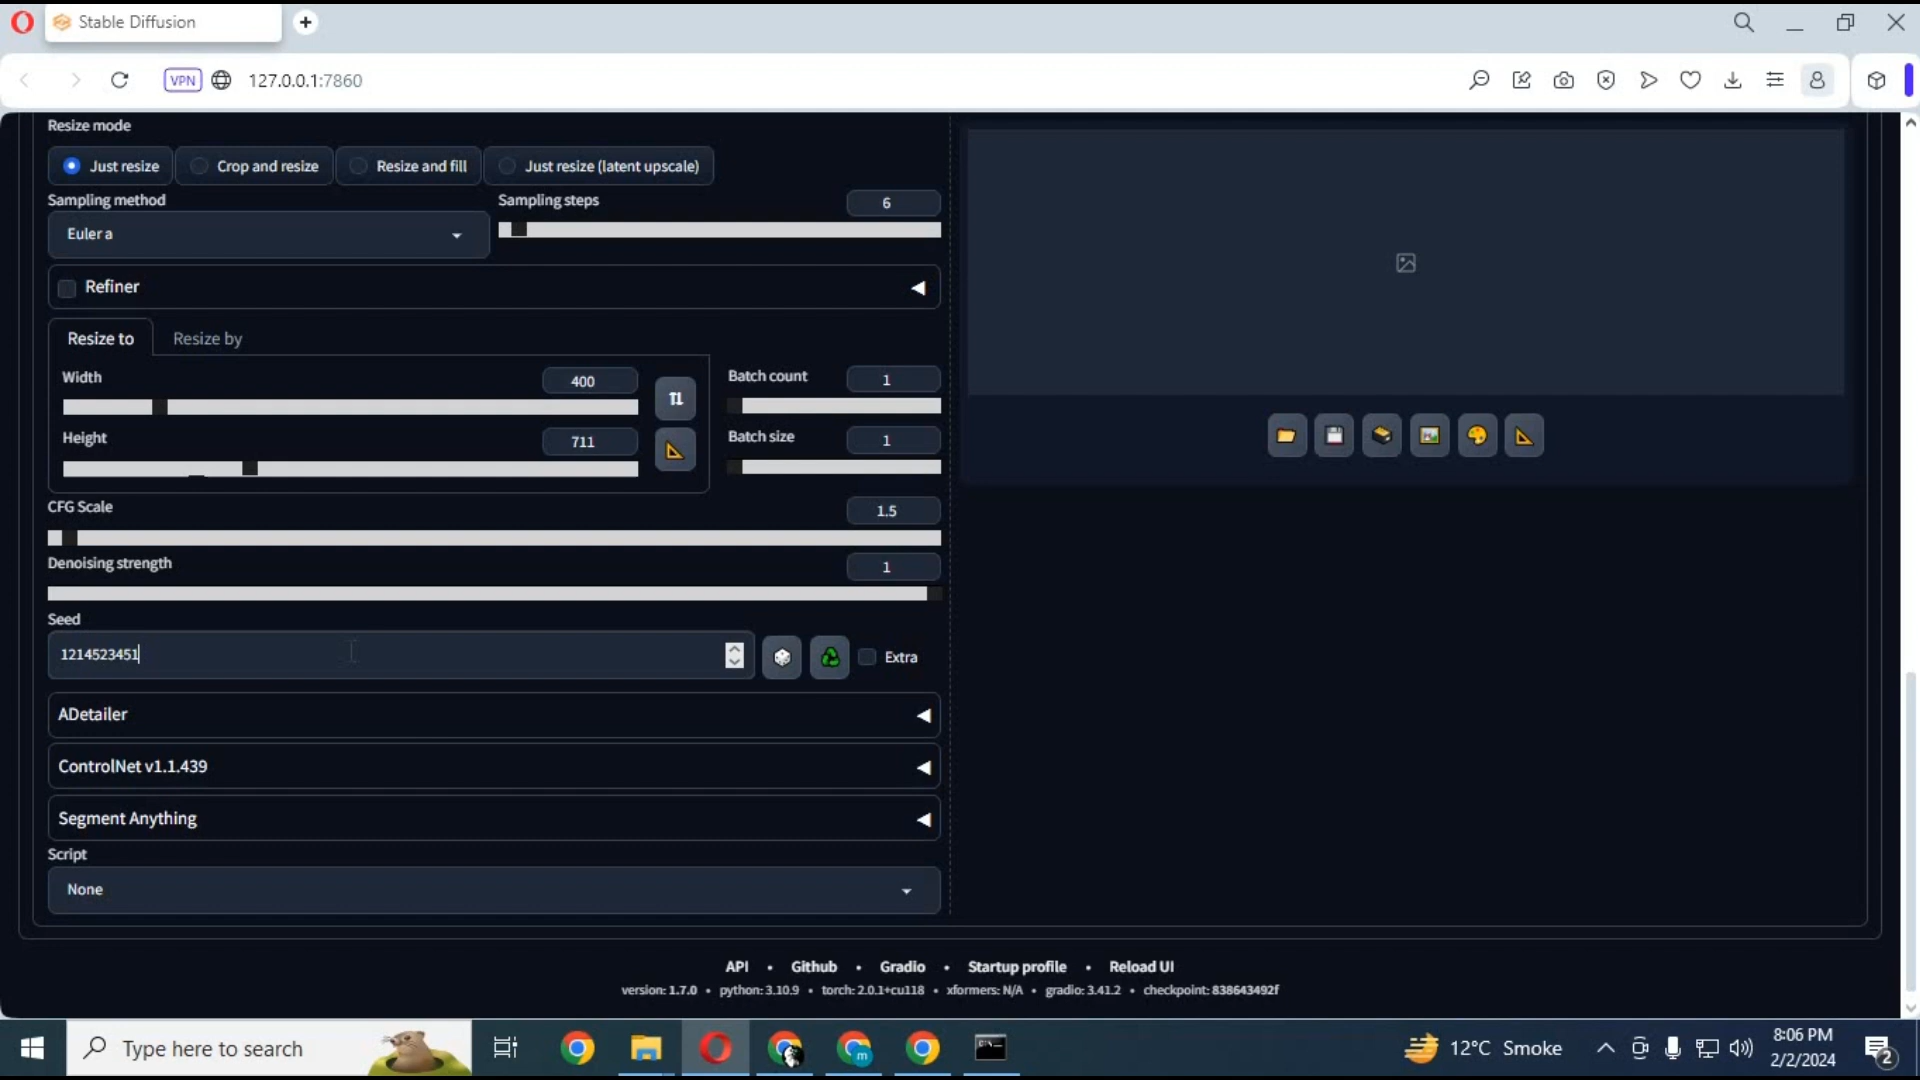 Stable Diffusion
VPN 127.0.0.1:7860
Resize mode
Just resize Crop and resize Resize and fill Just resize (latent upscale)
Sampling method Sampling steps 6
Euler a
Refiner
Resize to Resize by
Width 400 Batch count 1
Height 711 Batch size 1
CFG Scale 1.5
Denoising strength 1
Seed
1214523451 Extra
ADetailer
ControlNet v1.1.439
Segment Anything
Script
None
API • Github • Gradio • Startup profile • Reload UI
version: 1.7.0 • python: 3.10.9 • torch: 2.0.1+cu118 • xformers: N/A • gradio: 3.41.2 • checkpoint: 838643492f
Type here to search m 12°C Smoke 8:06 PM
2/2/2024 2